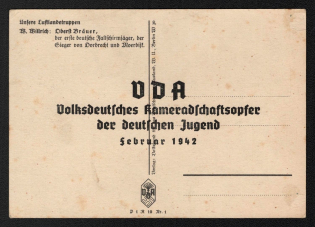 Unsere Luftlandetruppen
W. Willrich: Oberst Bräuer,
der erste deutsche Fallschirmjäger, der
Sieger von Dordrecht und Moerdijk.
VDA
Volksdeutsches Kameradschaftsopfer
der deutschen Jugend
Februar 1942
VDA